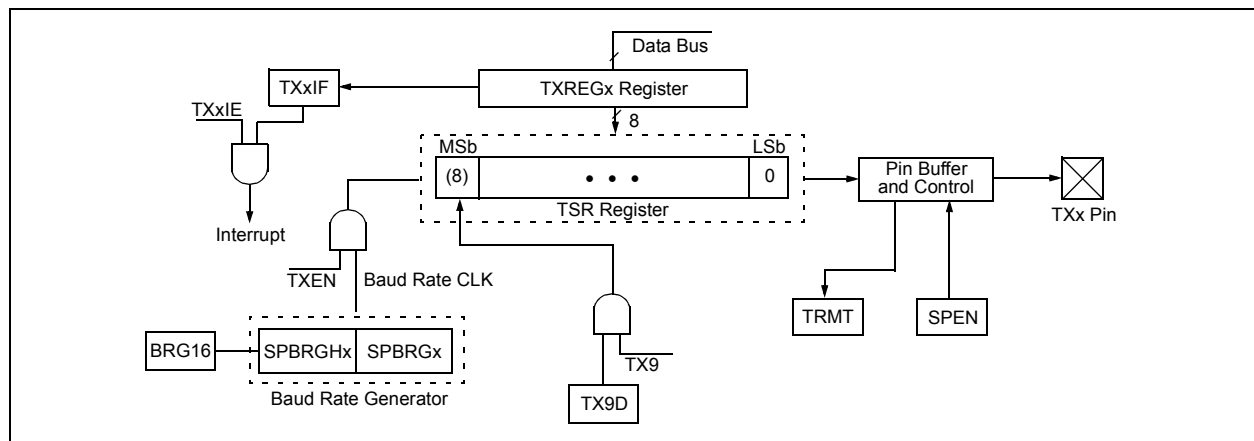 Data Bus
TXxIF
TXREGx Register
TXxIE
8
MSb
LSb
(8)
• • •
0
Pin Buffer
and Control
TSR Register
TXx Pin
Interrupt
TXEN
Baud Rate CLK
TRMT
SPEN
BRG16
SPBRGHx
SPBRGx
TX9
Baud Rate Generator
TX9D